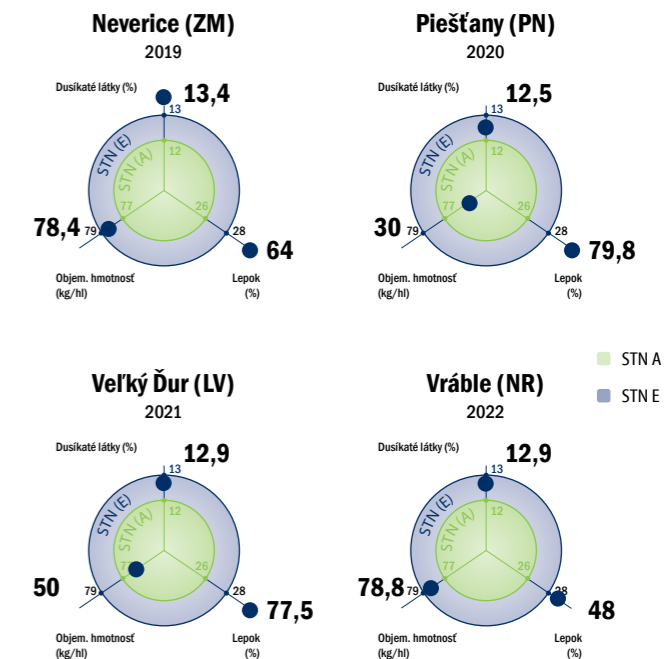 Neverice (ZM)
2019
Dusíkaté látky (%)
13,4
13
12
STN (E)
STN (A)
77
26
78,4
79
28
64
Objem. hmotnosť
(kg/hl)
Lepok
(%)
Piešťany (PN)
2020
Dusíkaté látky (%)
12,5
13
12
STN (E)
STN (A)
77
26
30
79
28
79,8
Objem. hmotnosť
(kg/hl)
Lepok
(%)
STN A
STN E
Veľký Ďur (LV)
2021
Dusíkaté látky (%)
12,9
13
12
STN (E)
STN (A)
77
26
50
79
28
77,5
Objem. hmotnosť
(kg/hl)
Lepok
(%)
Vráble (NR)
2022
Dusíkaté látky (%)
12,9
13
12
STN (E)
STN (A)
77
26
78,8
79
28
48
Objem. hmotnosť
(kg/hl)
Lepok
(%)